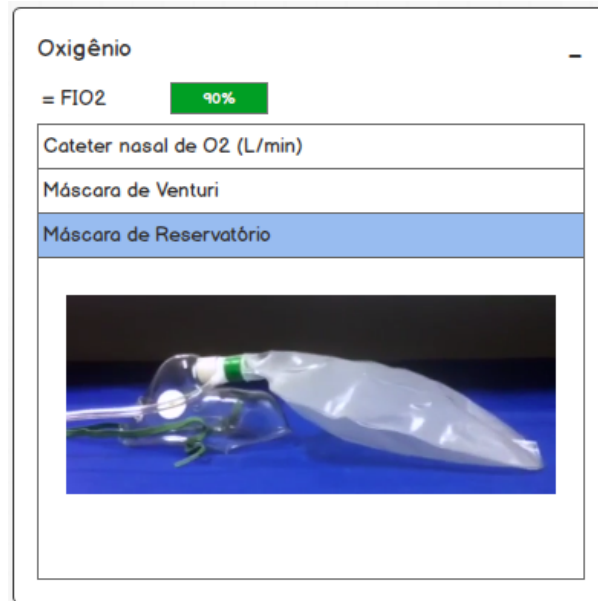 Oxigênio
–
= FIO2 90%
Cateter nasal de O2 (L/min)
Máscara de Venturi
Máscara de Reservatório